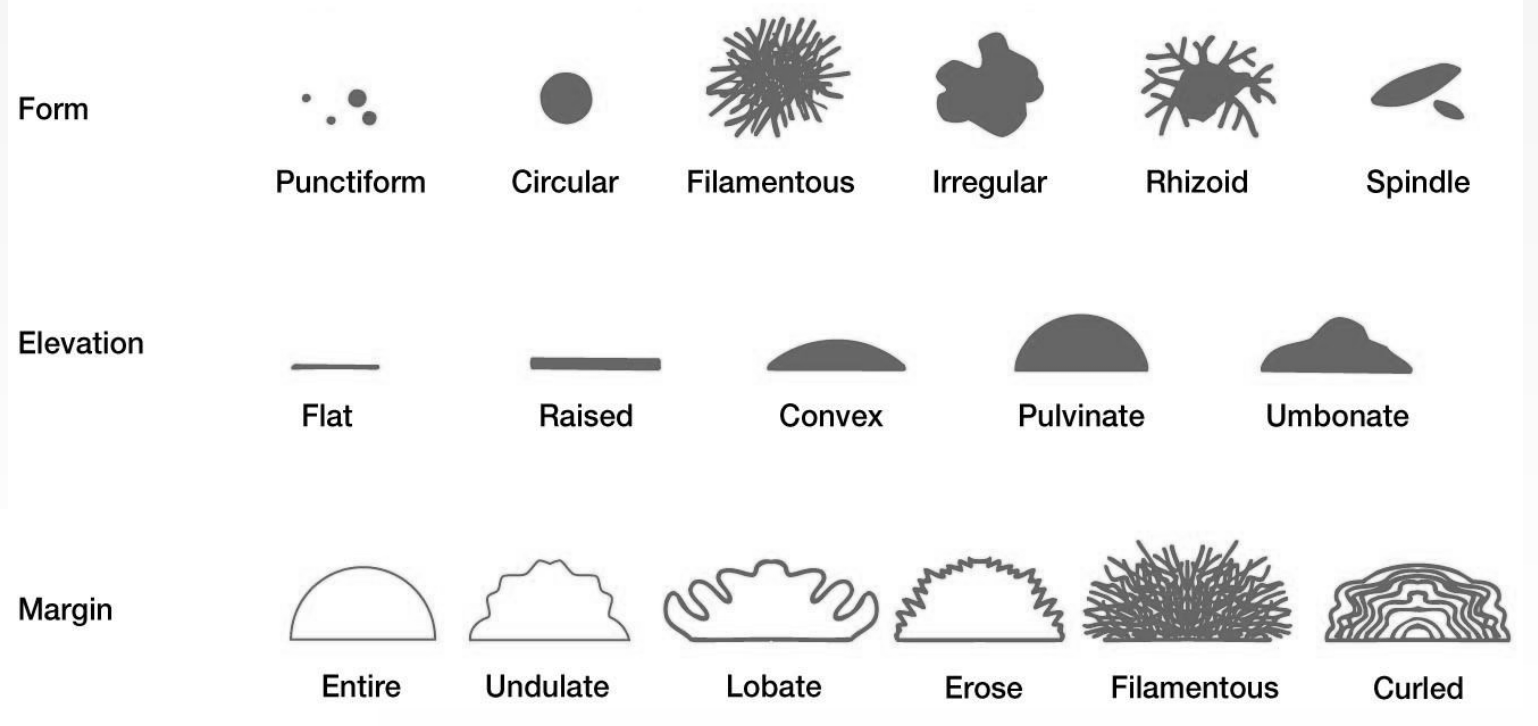 Form
Punctiform Circular Filamentous Irregular Rhizoid Spindle
Elevation
Flat Raised Convex Pulvinate Umbonate
Margin
Entire Undulate Lobate Erose Filamentous Curled